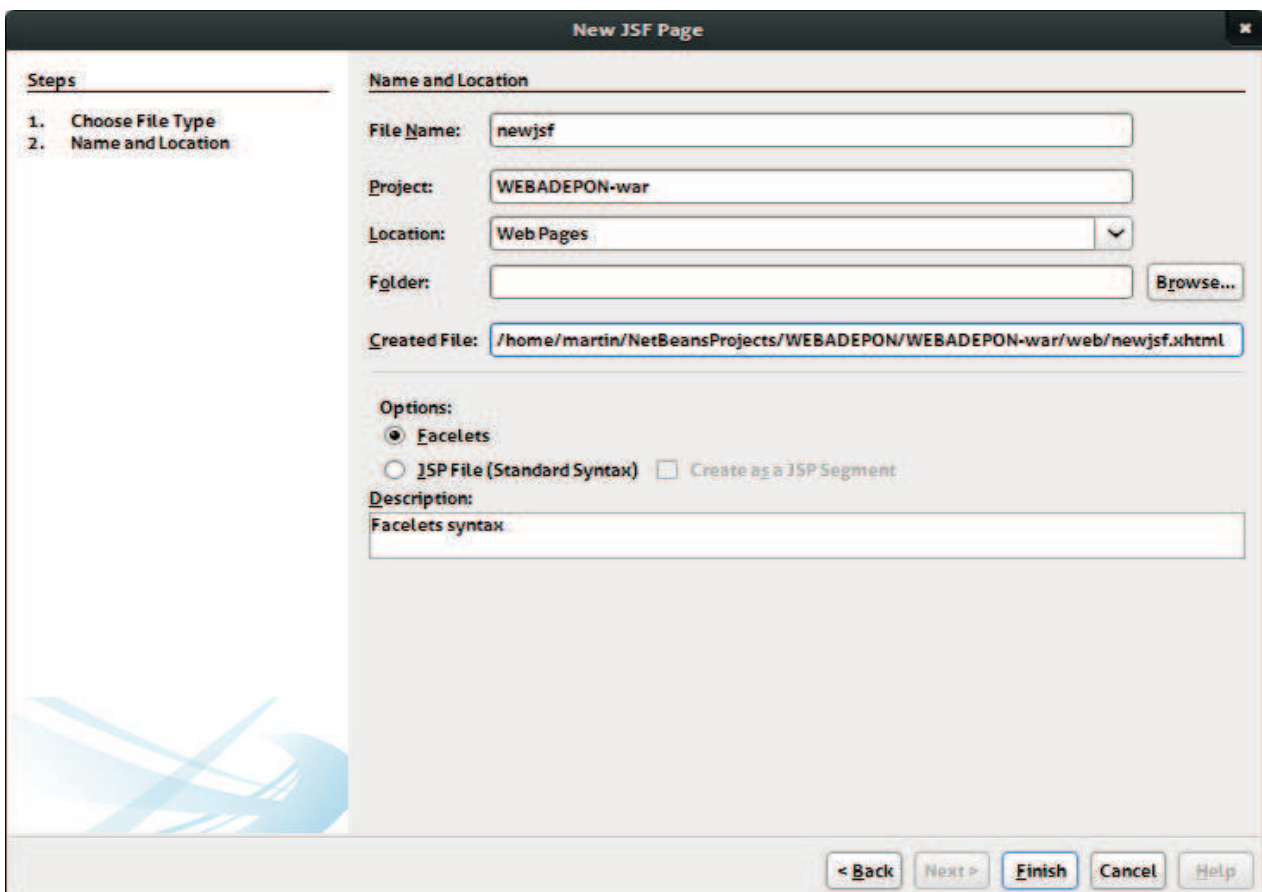 New JSF Page
Steps
1. Choose File Type
2. Name and Location
Name and Location
File Name: newjsf
Project: WEBADEPON-war
Location: Web Pages
Folder: Browse...
Created File: /home/martin/NetBeansProjects/WEBADEPON/WEBADEPON-war/web/newjsf.xhtml
Options:
Facelets
JSP File (Standard Syntax) Create as a JSP Segment
Description:
Facelets syntax
< Back Next > Finish Cancel Help